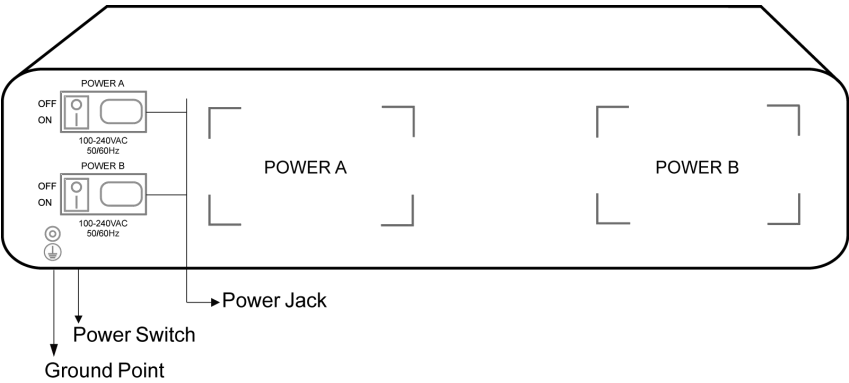 POWER A
OFF
ON
100-240VAC
50/60Hz
POWER B
OFF
ON
100-240VAC
50/60Hz
POWER A
POWER B
Power Jack
Power Switch
Ground Point